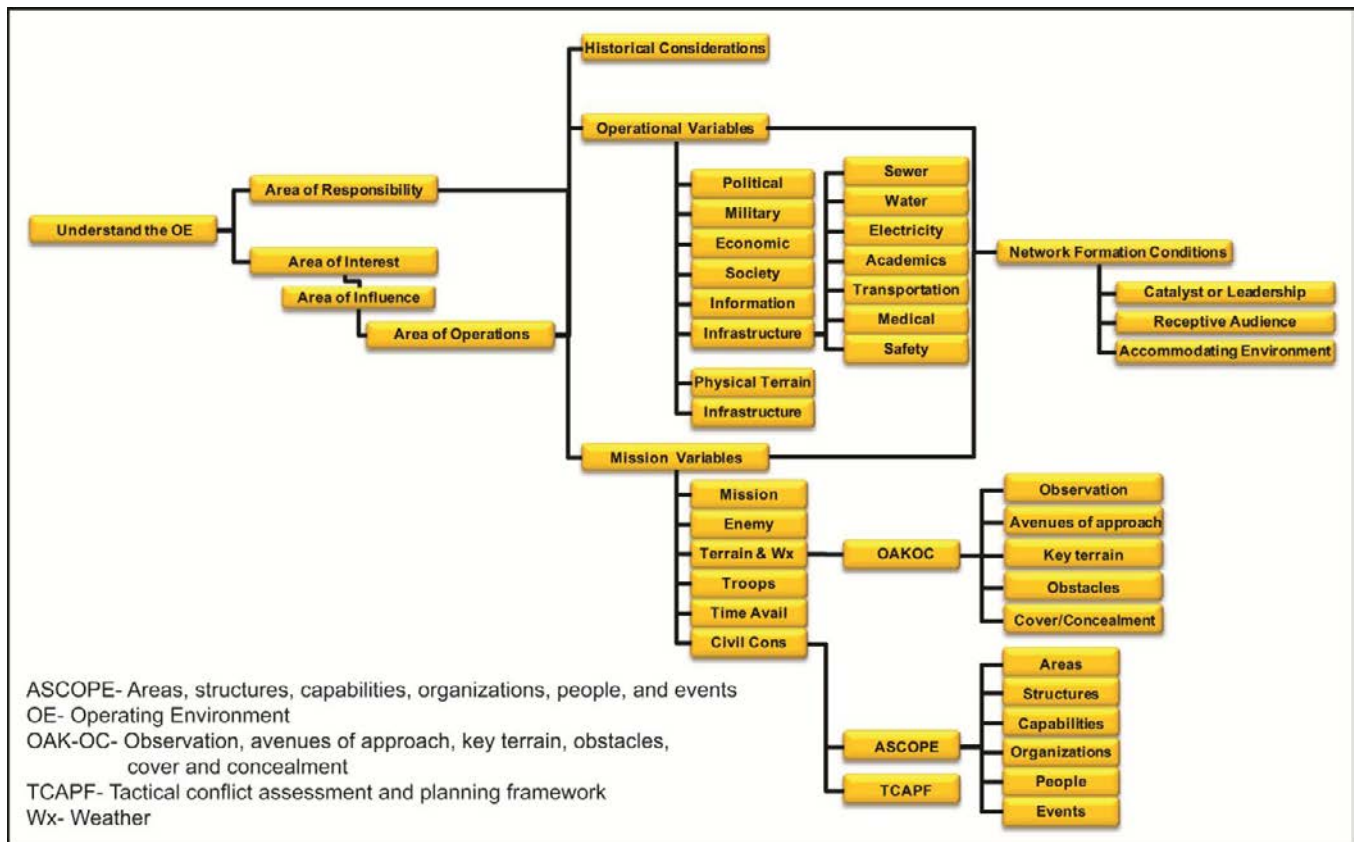 Historical Considerations
Operational Variables
Political
Military
Economic
Society
Information
Infrastructure
Sewer
Water
Electricity
Academics
Transportation
Medical
Safety
Physical Terrain
Infrastructure
Area of Responsibility
Understand the OE
Area of Interest
Area of Influence
Area of Operations
Network Formation Conditions
Catalyst or Leadership
Receptive Audience
Accommodating Environment
Mission Variables
Mission
Enemy
Terrain & Wx
Troops
Time Avail
Civil Cons
OAKOC
Observation
Avenues of approach
Key terrain
Obstacles
Cover/Concealment
ASCOPE
TCAPF
Areas
Structures
Capabilities
Organizations
People
Events
ASCOPE- Areas, structures, capabilities, organizations, people, and events
OE- Operating Environment
OAK-OC- Observation, avenues of approach, key terrain, obstacles,
cover and concealment
TCAPF- Tactical conflict assessment and planning framework
Wx- Weather